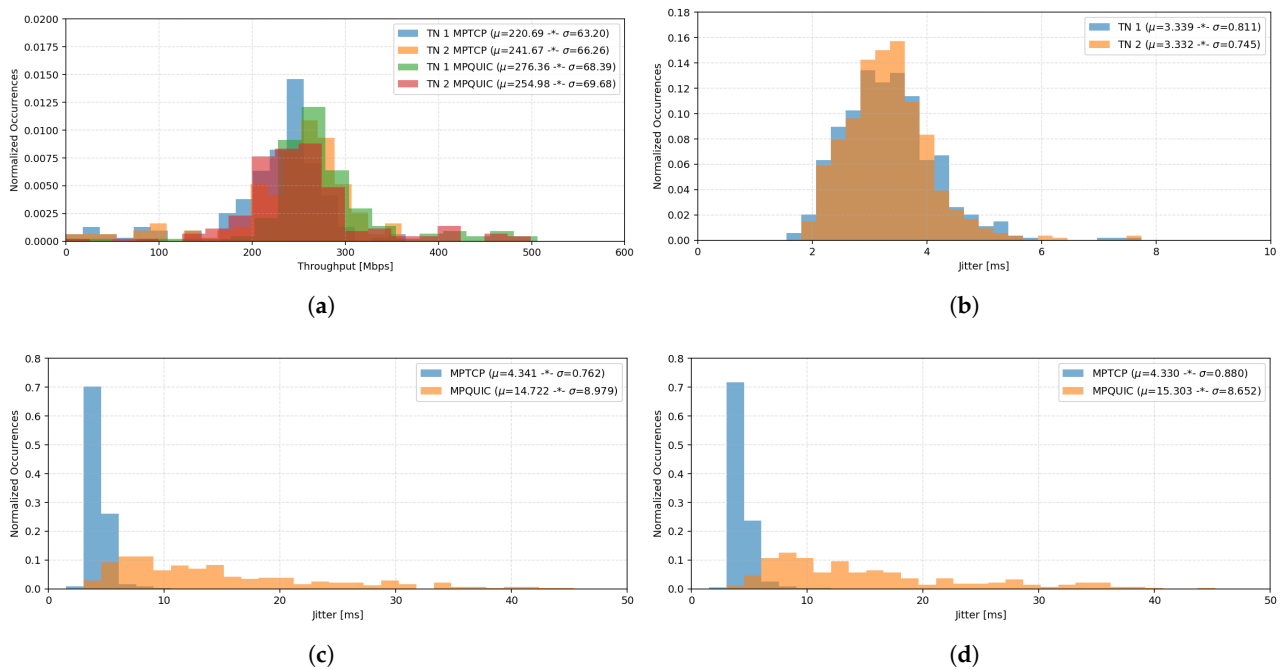 0.0200
0.0175
0.0150
0.0125
0.0100
0.0075
0.0050
0.0025
0.0000
Normalized Occurrences
TN 1 MPTCP (μ=220.69 -*- σ=63.20)
TN 2 MPTCP (μ=241.67 -*- σ=66.26)
TN 1 MPQUIC (μ=276.36 -*- σ=68.39)
TN 2 MPQUIC (μ=254.98 -*- σ=69.68)
0 100 200 300 400 500 600
Throughput [Mbps]
(a)
0.18
0.16
0.14
0.12
0.10
0.08
0.06
0.04
0.02
0.00
Normalized Occurrences
TN 1 (μ=3.339 -*- σ=0.811)
TN 2 (μ=3.332 -*- σ=0.745)
0 2 4 6 8 10
Jitter [ms]
(b)
0.8
0.7
0.6
0.5
0.4
0.3
0.2
0.1
0.0
Normalized Occurrences
MPTCP (μ=4.341 -*- σ=0.762)
MPQUIC (μ=14.722 -*- σ=8.979)
0 10 20 30 40 50
Jitter [ms]
(c)
0.8
0.7
0.6
0.5
0.4
0.3
0.2
0.1
0.0
Normalized Occurrences
MPTCP (μ=4.330 -*- σ=0.880)
MPQUIC (μ=15.303 -*- σ=8.652)
0 10 20 30 40 50
Jitter [ms]
(d)